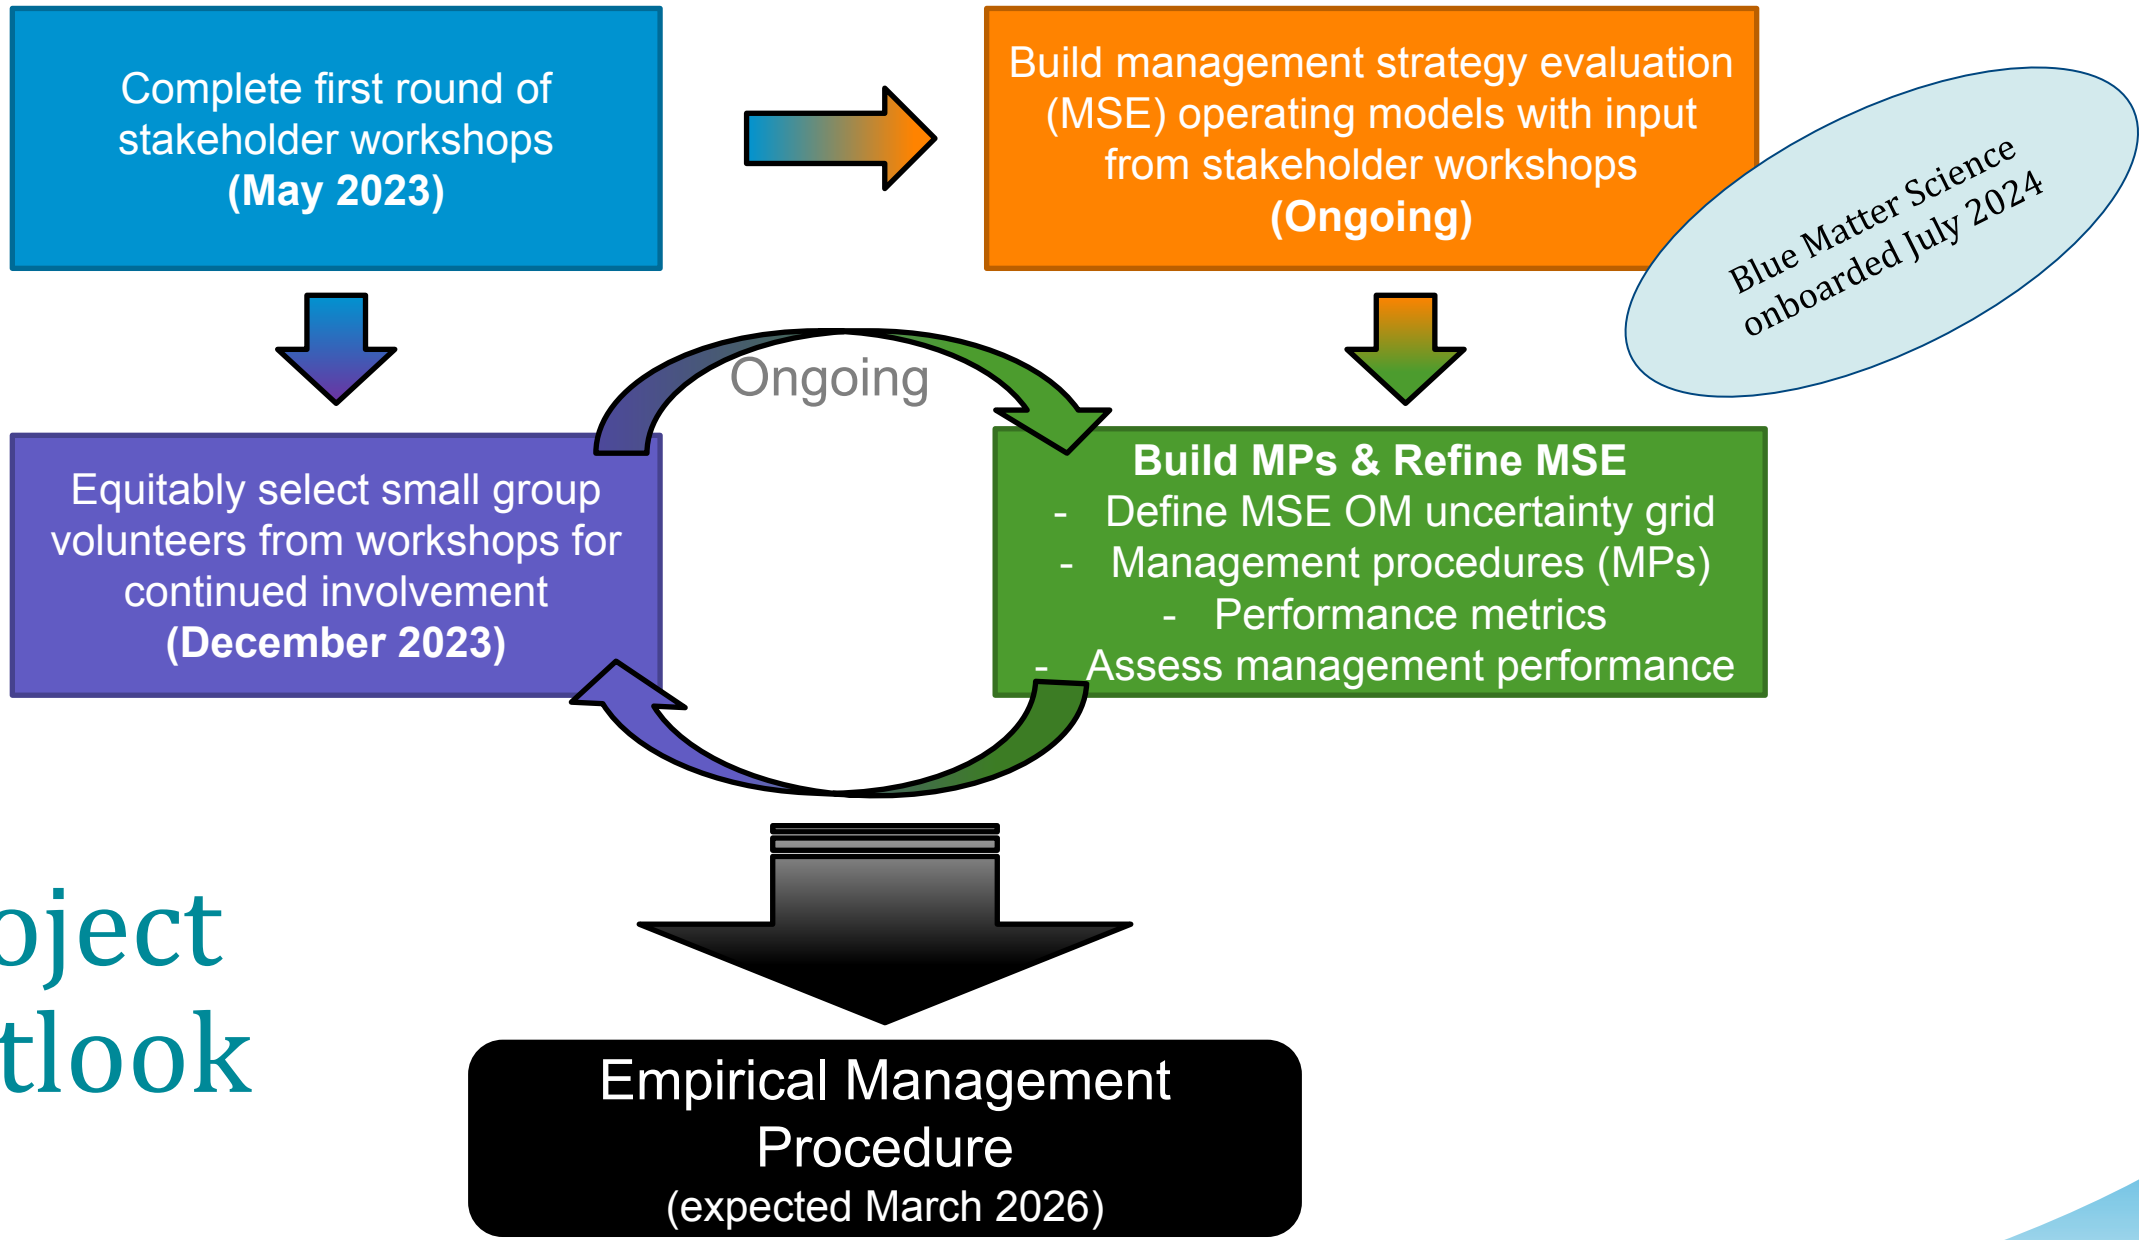 Complete first round of
stakeholder workshops
(May 2023)
Build management strategy evaluation
(MSE) operating models with input
from stakeholder workshops
(Ongoing)
Blue Matter Science
onboarded July 2024
Ongoing
Equitably select small group
volunteers from workshops for
continued involvement
(December 2023)
Build MPs & Refine MSE
- Define MSE OM uncertainty grid
- Management procedures (MPs)
- Performance metrics
- Assess management performance
oject
tlook
Empirical Management
Procedure
(expected March 2026)